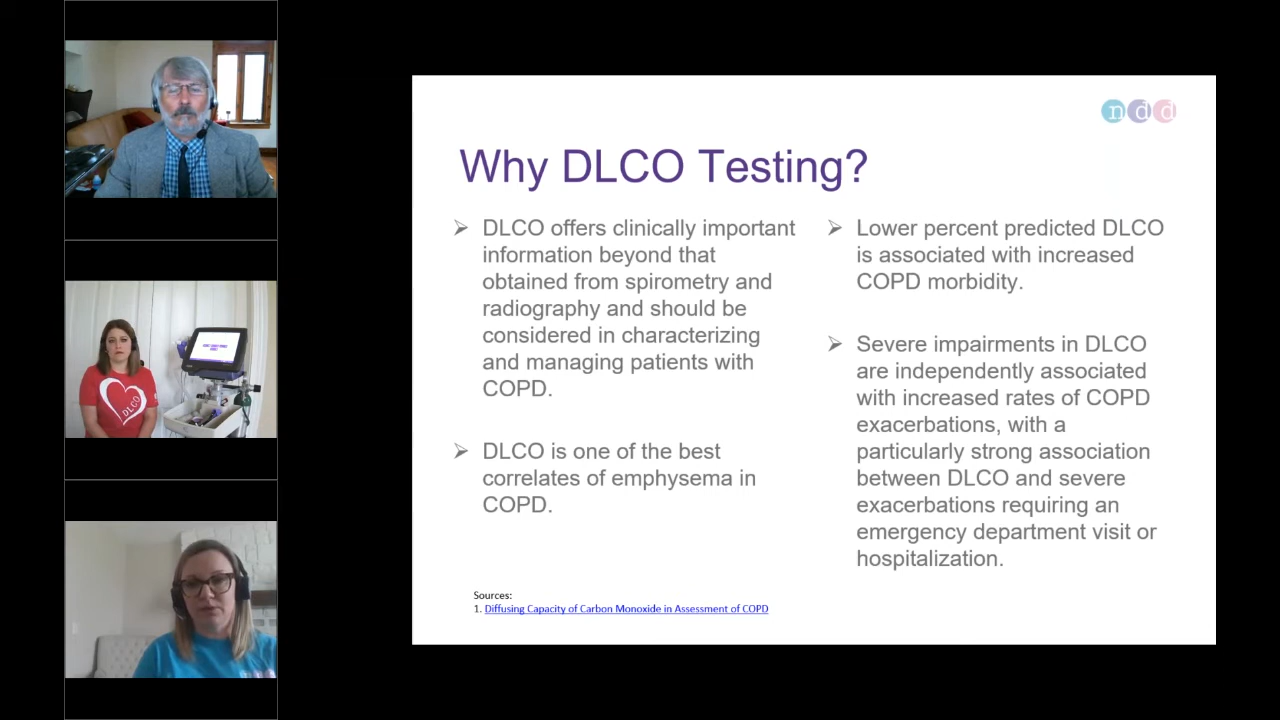 ndd
Why DLCO Testing?
DLCO offers clinically important
information beyond that
obtained from spirometry and
radiography and should be
considered in characterizing
and managing patients with
COPD.
DLCO is one of the best
correlates of emphysema in
COPD.
Lower percent predicted DLCO
is associated with increased
COPD morbidity.
Severe impairments in DLCO
are independently associated
with increased rates of COPD
exacerbations, with a
particularly strong association
between DLCO and severe
exacerbations requiring an
emergency department visit or
hospitalization.
Sources:
1. Diffusing Capacity of Carbon Monoxide in Assessment of COPD
DLCO